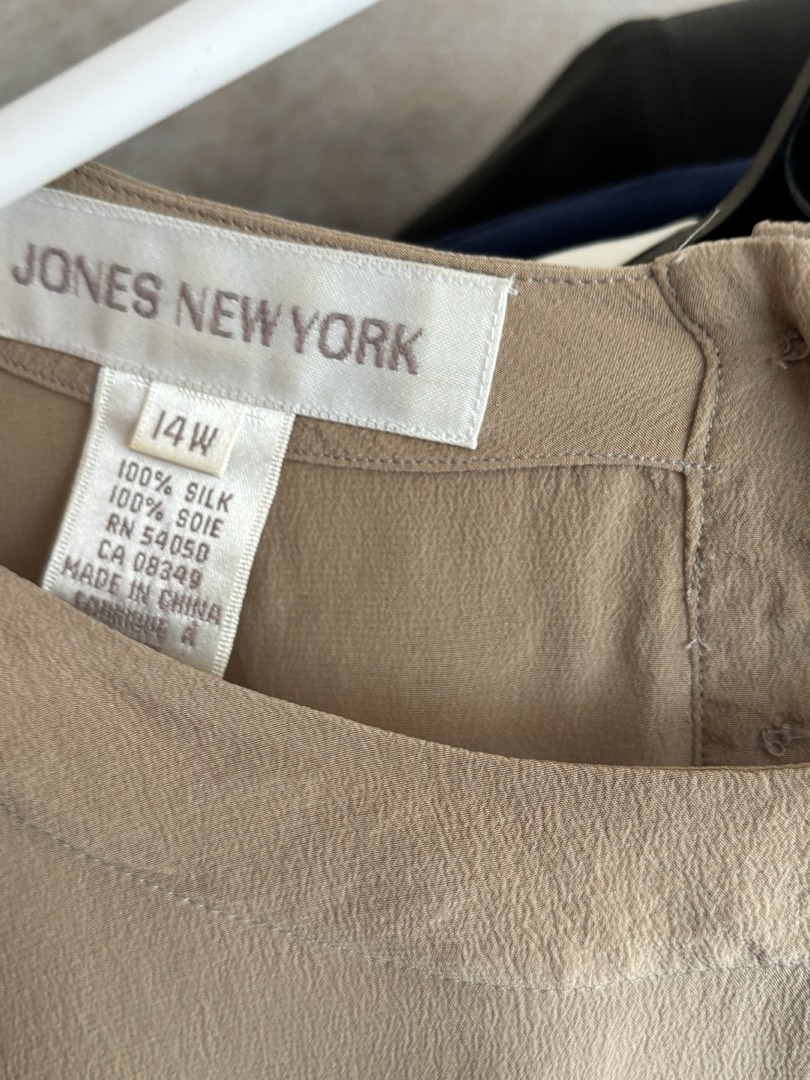 JONES NEW YORK
14W
100% SILK
100% SOIE
RN 54050
CA 08349
MADE IN CHINA